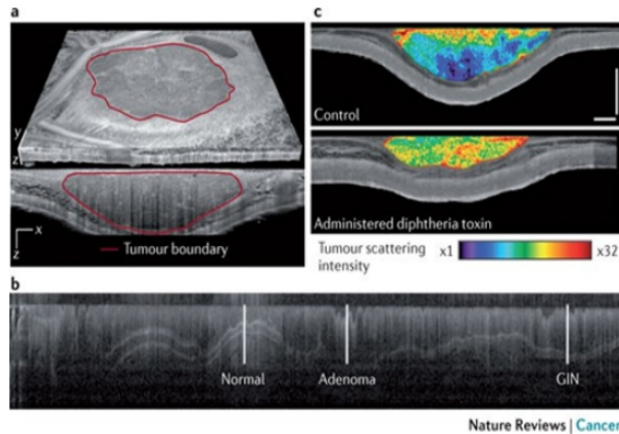 a
y
z
x
z
Tumour boundary
c
Control
Administered diphtheria toxin
Tumour scattering
intensity
x1
x32
b
Normal
Adenoma
GIN
Nature Reviews | Cancer